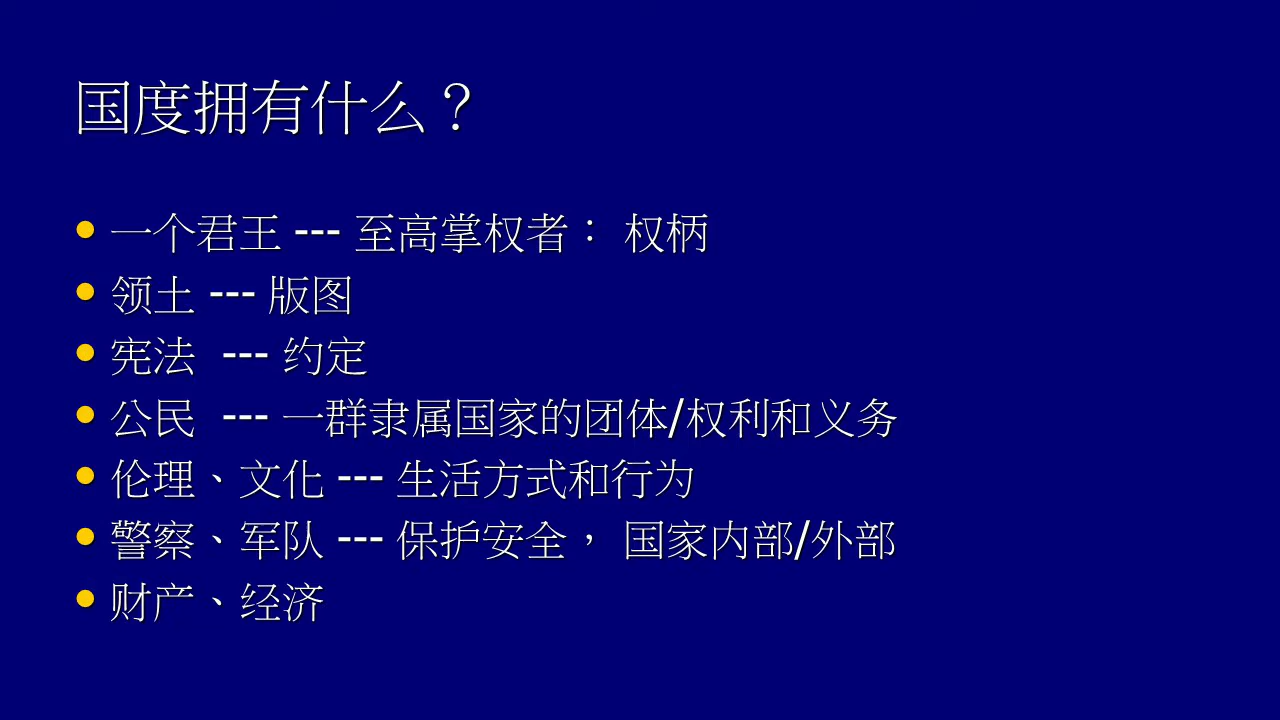 国度拥有什么？
• 一个君王 --- 至高掌权者： 权柄
• 领土 --- 版图
• 宪法 --- 约定
• 公民 --- 一群隶属国家的团体/权利和义务
• 伦理、文化 --- 生活方式和行为
• 警察、军队 --- 保护安全， 国家内部/外部
• 财产、经济